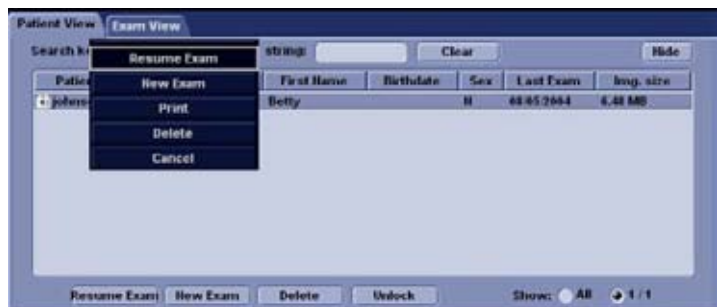 Patient View Exam View
Search k string: Clear Hide
Resume Exam
Patie First Name Birthdate Sex Last Exam Img. size
New Exam
johns Betty 6.48 MB
Print
Delete
Cancel
Resume Exam New Exam Delete Unlock Show: All 1/1